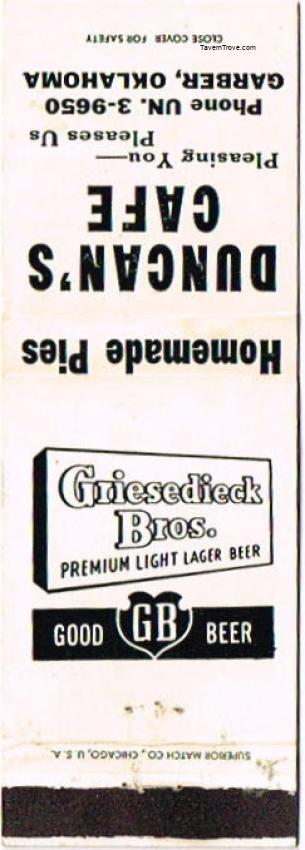 TavernTrove.com
CLOSE COVER FOR SAFETY
Homemade Pies
DUNCAN'S
CAFE
Pleasing You—
Pleases Us
Phone UN. 3-9650
GARBER, OKLAHOMA
Griesedieck
Bros.
PREMIUM LIGHT LAGER BEER
GOOD GB BEER
SUPERIOR MATCH CO., CHICAGO, U. S. A.